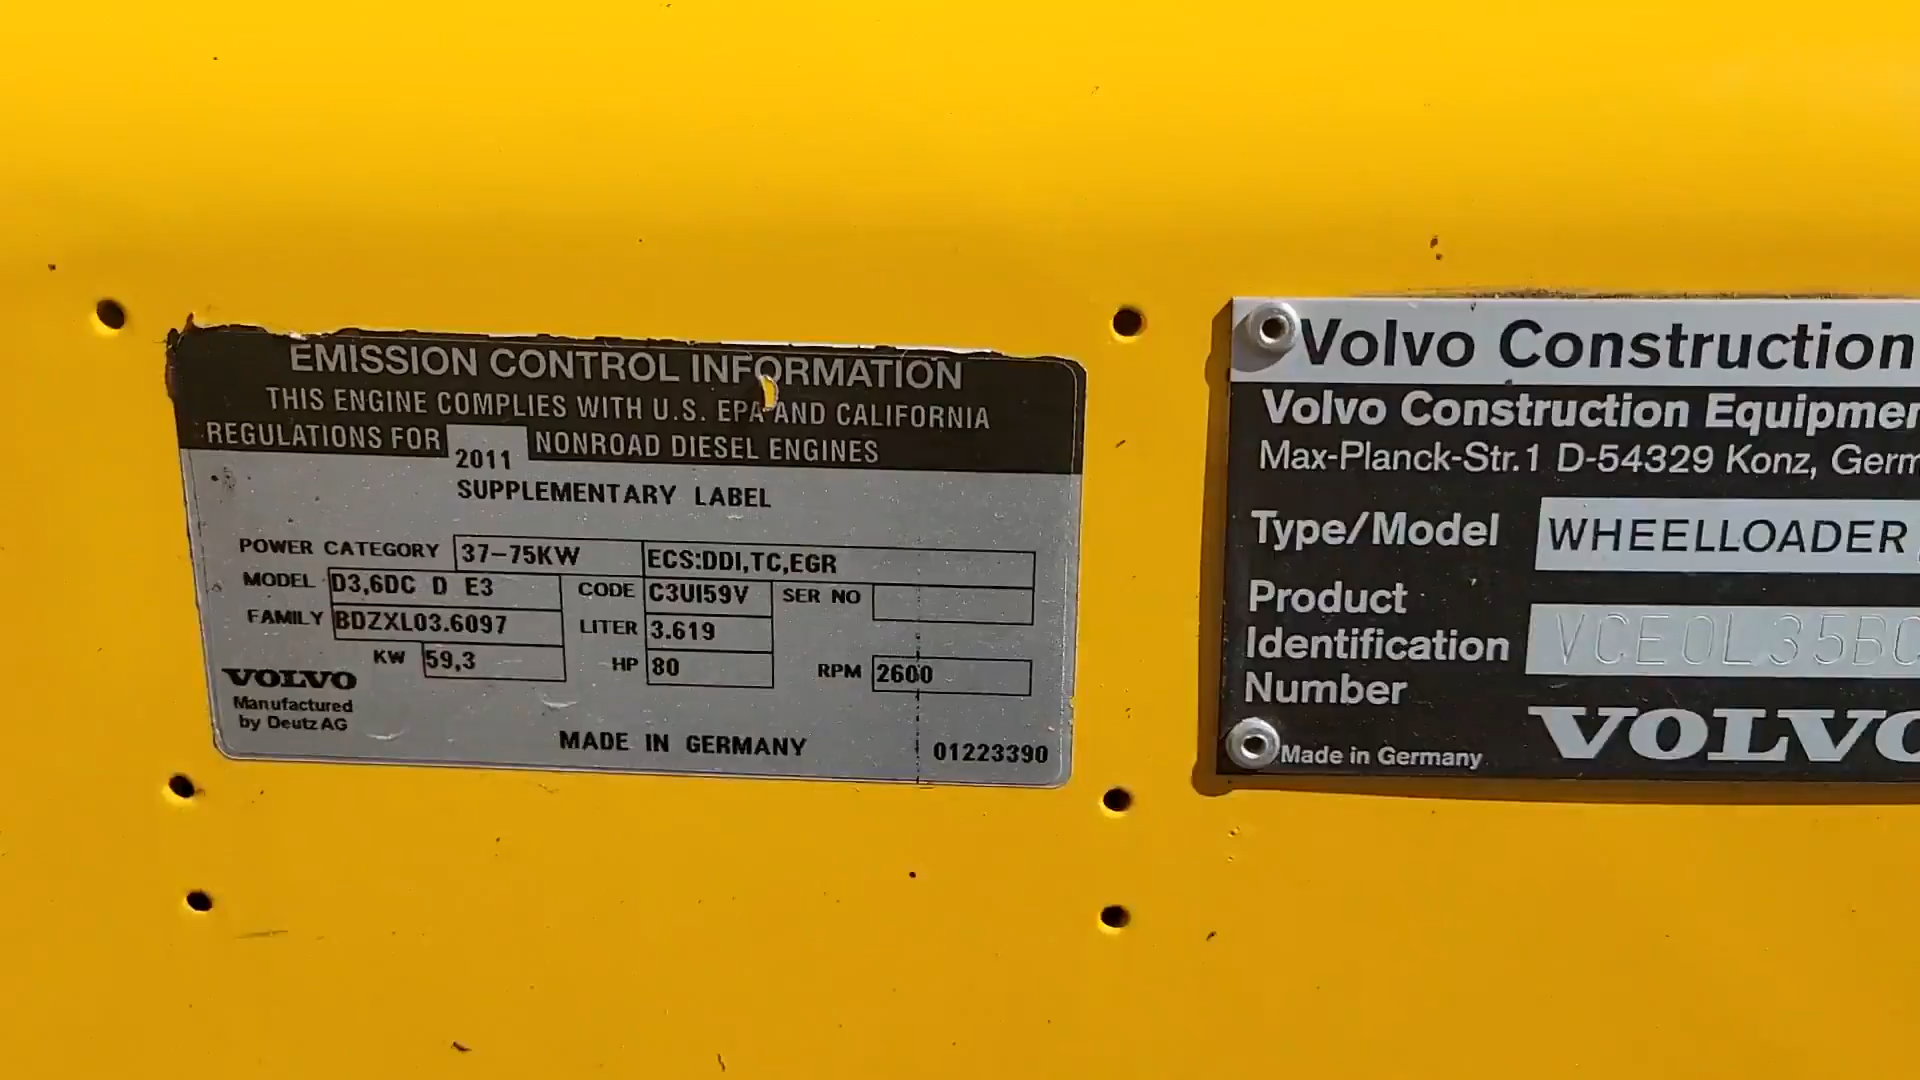 EMISSION CONTROL INFORMATION
THIS ENGINE COMPLIES WITH U.S. EPA AND CALIFORNIA
REGULATIONS FOR 2011 NONROAD DIESEL ENGINES
SUPPLEMENTARY LABEL
POWER CATEGORY 37-75KW ECS:DDI,TC,EGR
MODEL D3,6DC D E3 CODE C3UI59V SER NO
FAMILY BDZXL03.6097 LITER 3.619
KW 59,3 HP 80 RPM 2600
VOLVO
Manufactured
by Deutz AG
MADE IN GERMANY 01223390
Volvo Construction
Volvo Construction
Max-Planck-Str.1 D-54329 Konz,
Type/Model WHEELLOADER
Product
Identification
Number
VCE0L35B
VOLVO
Made in Germany